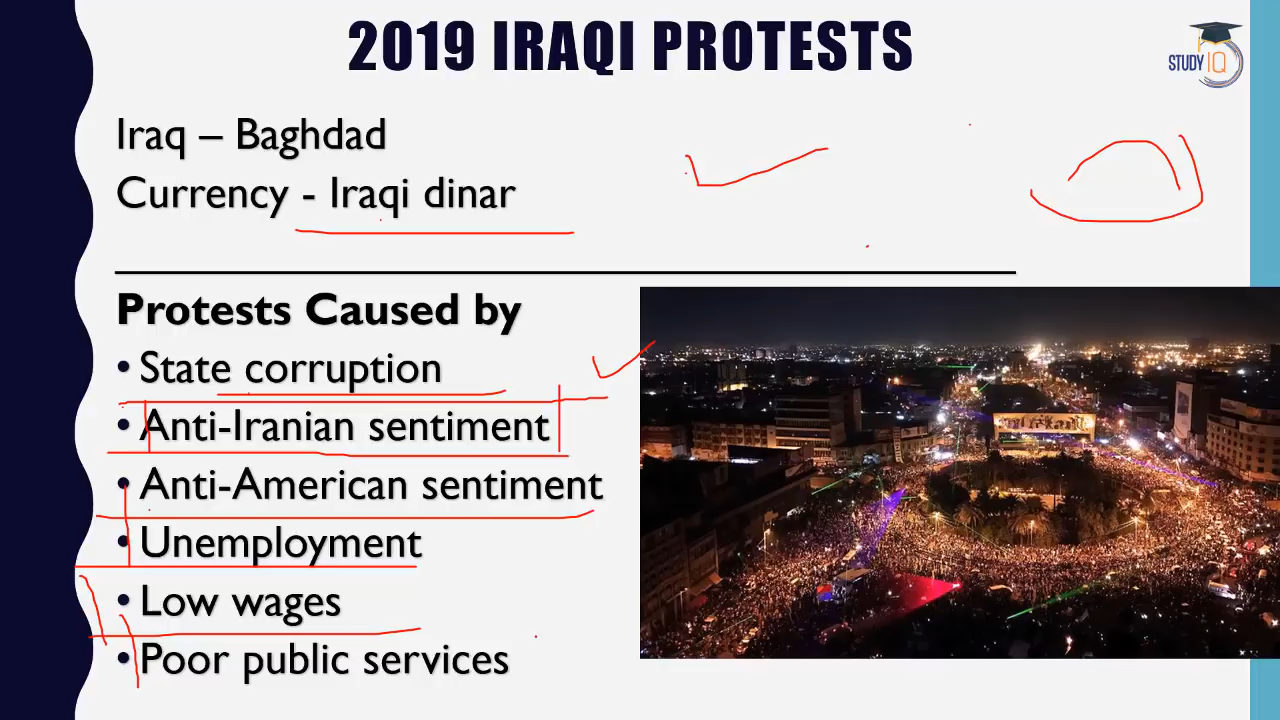 2019 IRAQI PROTESTS
STUDY IQ
Iraq – Baghdad
Currency - Iraqi dinar
Protests Caused by
• State corruption
• Anti-Iranian sentiment
• Anti-American sentiment
• Unemployment
• Low wages
• Poor public services